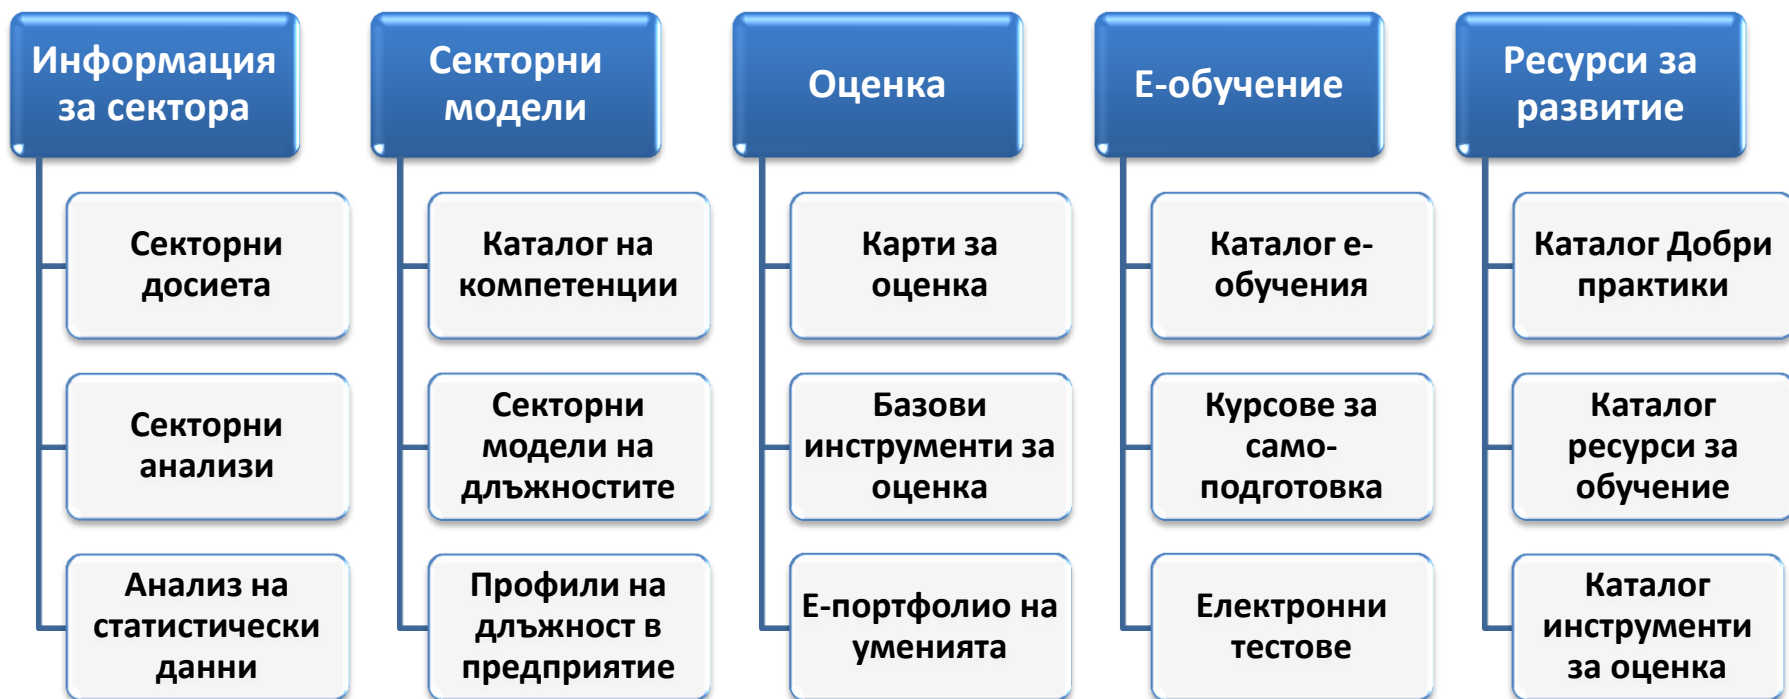 Информация
за сектора
Секторни
досиета
Секторни
анализи
Анализ на
статистически
данни
Секторни
модели
Каталог на
компетенции
Секторни
модели на
длъжностите
Профили на
длъжност в
предприятие
Оценка
Карти за
оценка
Базови
инструменти за
оценка
Е-портфолио на
уменията
Е-обучение
Каталог е-
обучения
Курсове за
само-
подготовка
Електронни
тестове
Ресурси за
развитие
Каталог Добри
практики
Каталог
ресурси за
обучение
Каталог
инструменти
за оценка